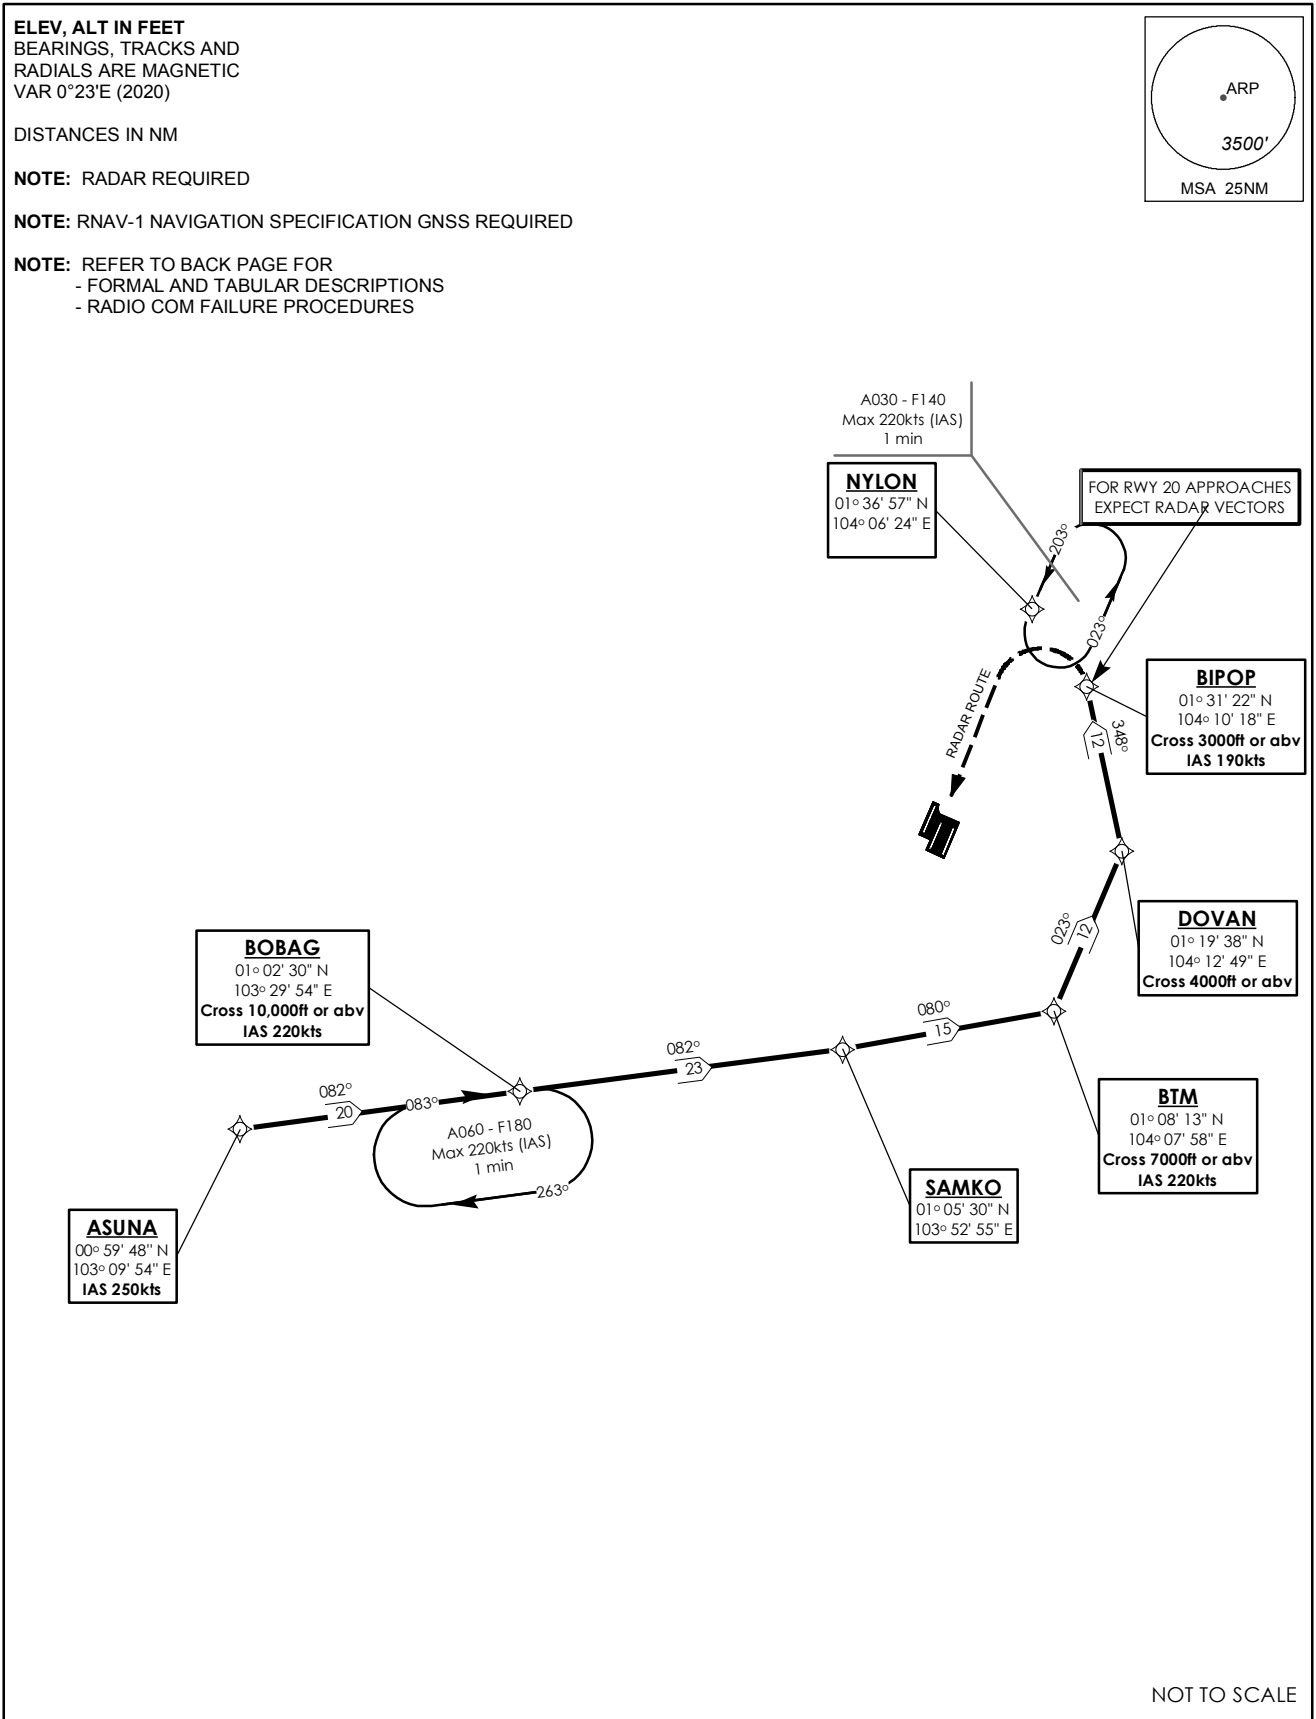 ELEV, ALT IN FEET
BEARINGS, TRACKS AND
RADIALS ARE MAGNETIC
VAR 0°23'E (2020)
DISTANCES IN NM
NOTE: RADAR REQUIRED
NOTE: RNAV-1 NAVIGATION SPECIFICATION GNSS REQUIRED
NOTE: REFER TO BACK PAGE FOR
- FORMAL AND TABULAR DESCRIPTIONS
- RADIO COM FAILURE PROCEDURES
ARP
3500'
MSA 25NM
A030 - F140
Max 220kts (IAS)
1 min
NYLON
01° 36' 57" N
104° 06' 24" E
FOR RWY 20 APPROACHES
EXPECT RADAR VECTORS
203°
023°
RADAR ROUTE
BIPOP
01° 31' 22" N
104° 10' 18" E
Cross 3000ft or abv
IAS 190kts
348°
12
DOVAN
01° 19' 38" N
104° 12' 49" E
Cross 4000ft or abv
023°
12
BOBAG
01° 02' 30" N
103° 29' 54" E
Cross 10,000ft or abv
IAS 220kts
080°
15
082°
23
082°
20
083°
A060 - F180
Max 220kts (IAS)
1 min
263°
BTM
01° 08' 13" N
104° 07' 58" E
Cross 7000ft or abv
IAS 220kts
SAMKO
01° 05' 30" N
103° 52' 55" E
ASUNA
00° 59' 48" N
103° 09' 54" E
IAS 250kts
NOT TO SCALE